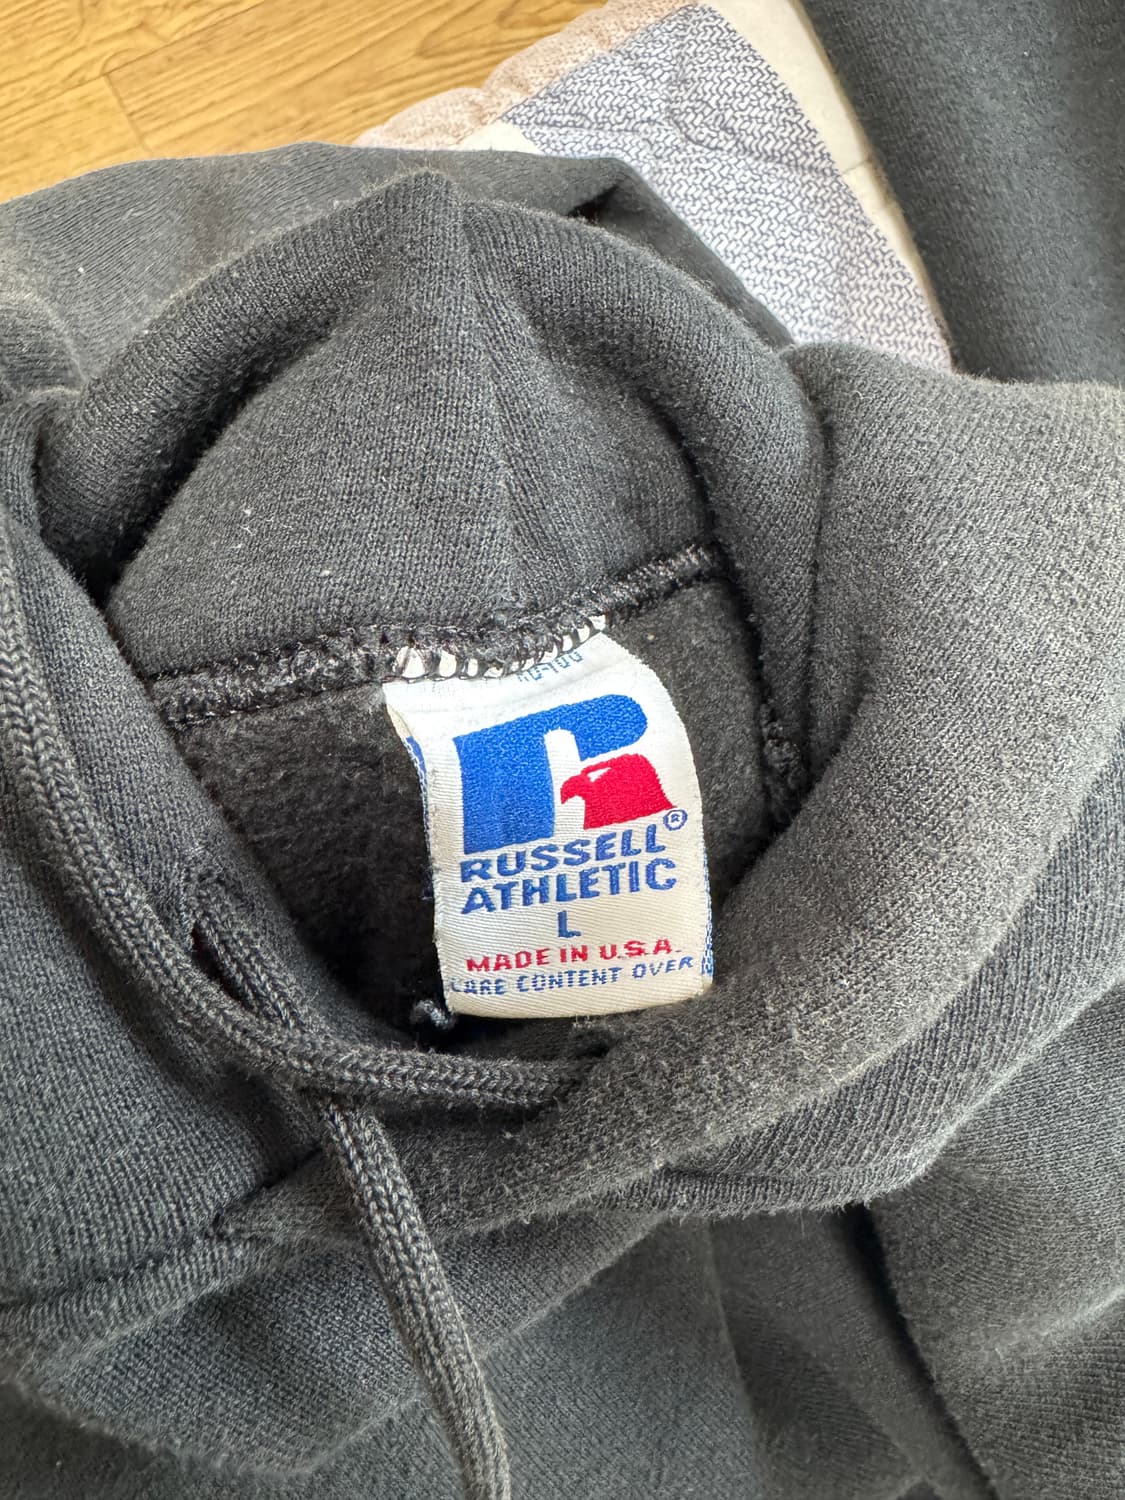 ®
RUSSELL
ATHLETIC
L
MADE IN U.S.A.
CARE CONTENT OVER